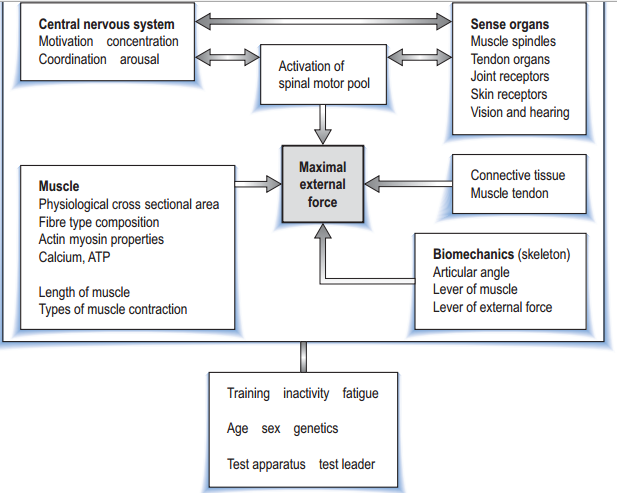 Central nervous system
Motivation concentration
Coordination arousal
Activation of
spinal motor pool
Sense organs
Muscle spindles
Tendon organs
Joint receptors
Skin receptors
Vision and hearing
Maximal
external
force
Muscle
Physiological cross sectional area
Fibre type composition
Actin myosin properties
Calcium, ATP
Length of muscle
Types of muscle contraction
Connective tissue
Muscle tendon
Biomechanics (skeleton)
Articular angle
Lever of muscle
Lever of external force
Training inactivity fatigue
Age sex genetics
Test apparatus test leader